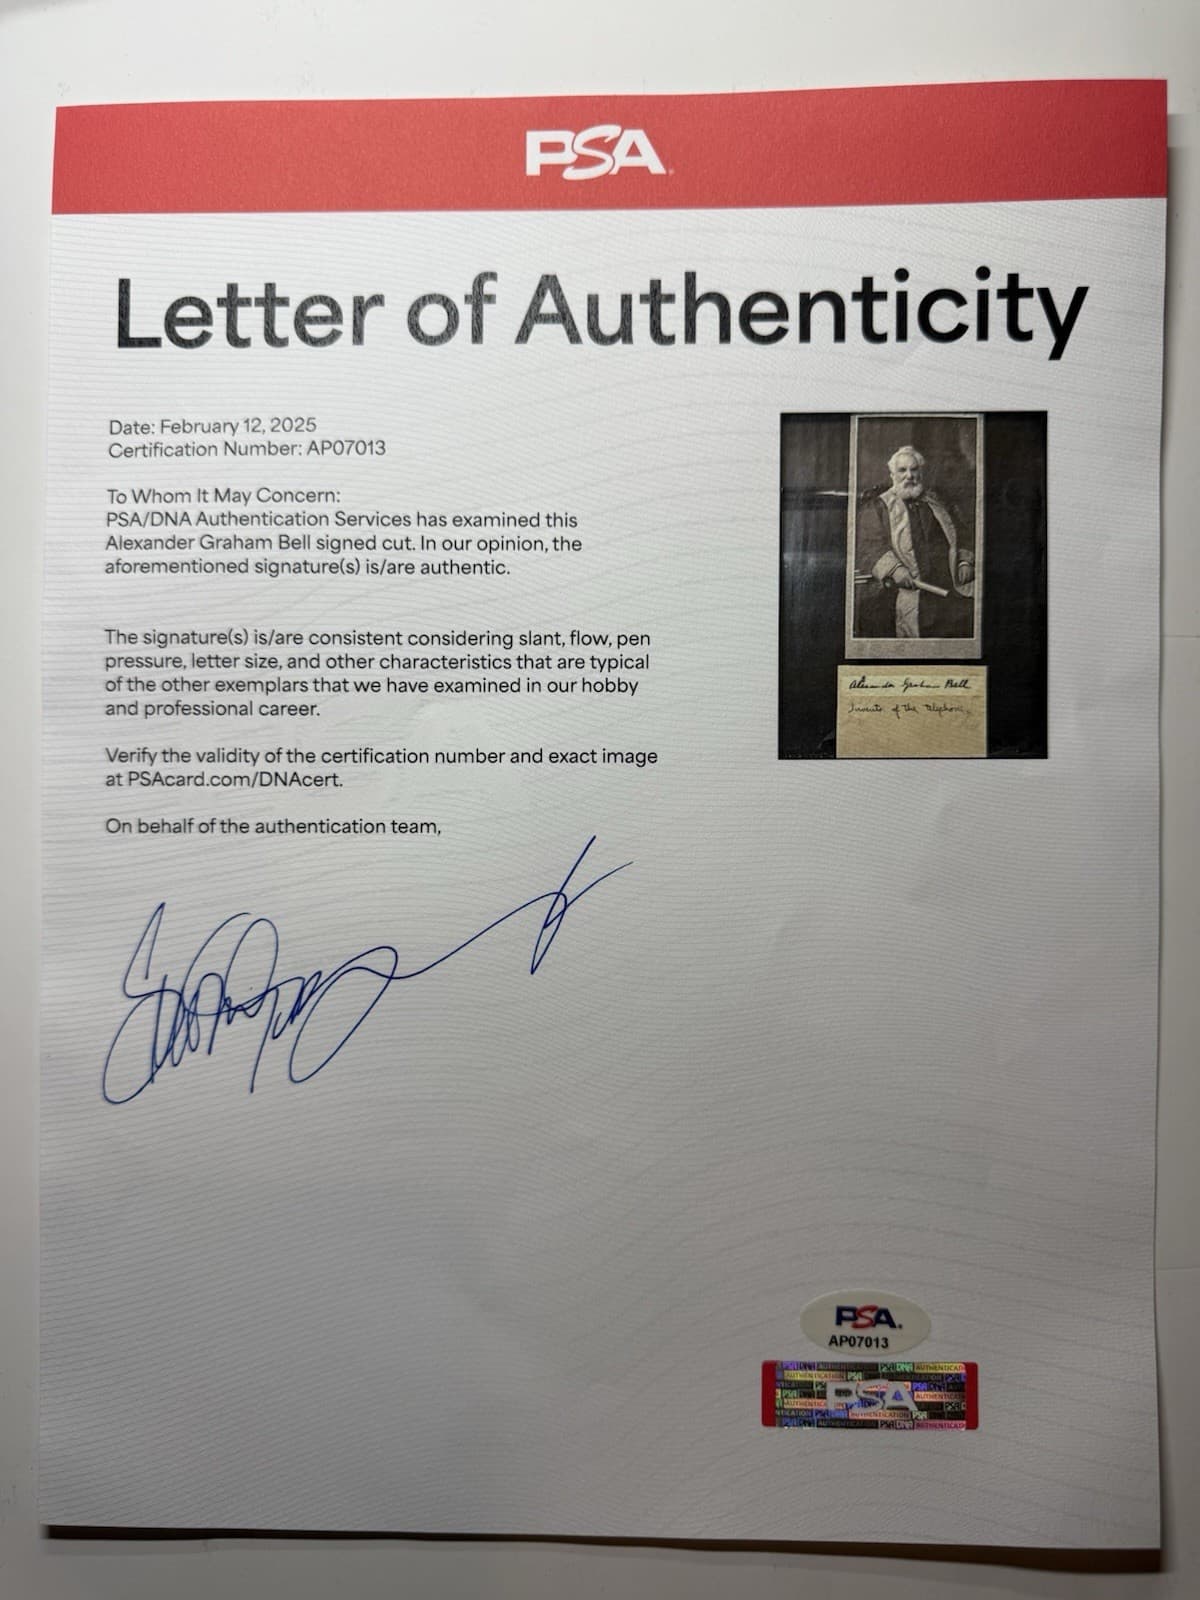 PSA
Letter of Authenticity
Date: February 12, 2025
Certification Number: AP07013
To Whom It May Concern:
PSA/DNA Authentication Services has examined this
Alexander Graham Bell signed cut. In our opinion, the
aforementioned signature(s) is/are authentic.
The signature(s) is/are consistent considering slant, flow, pen
pressure, letter size, and other characteristics that are typical
of the other exemplars that we have examined in our hobby
and professional career.
Verify the validity of the certification number and exact image
at PSAcard.com/DNAcert.
On behalf of the authentication team,
Alexander Graham Bell
Inventor of the Telephone
PSA.
AP07013
PSA